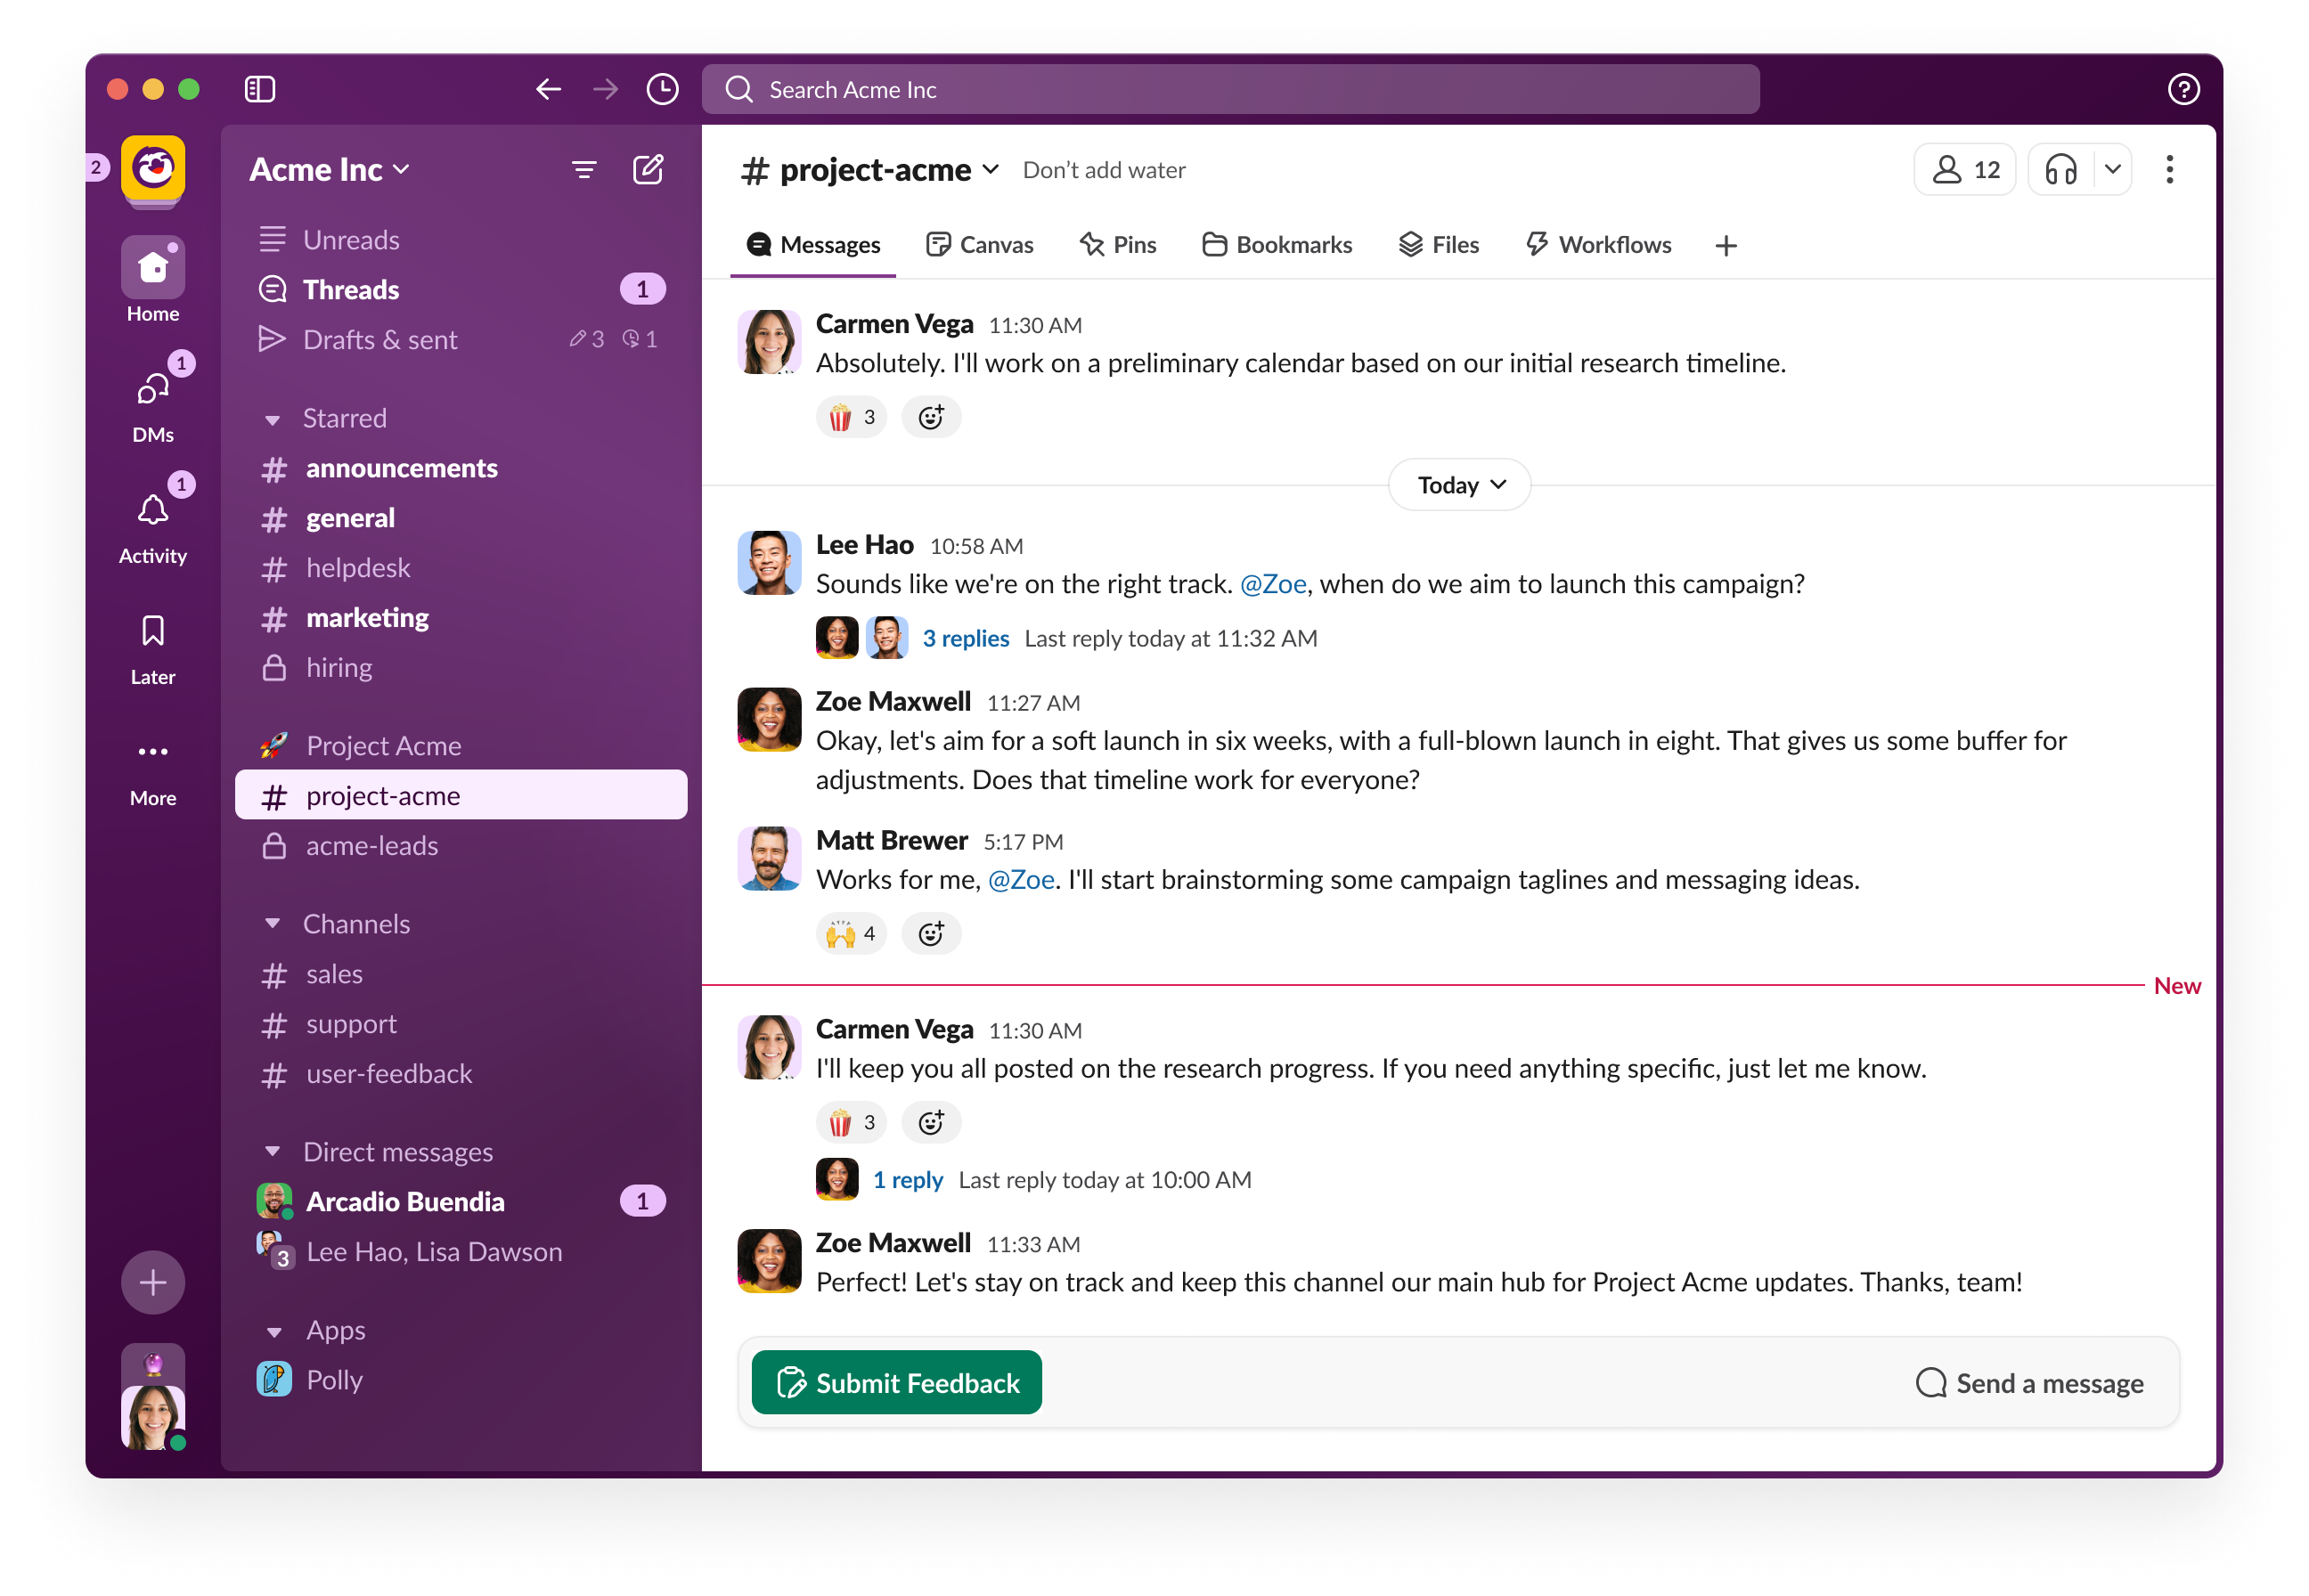 Search Acme Inc
2
Home
1
DMs
1
Activity
Later
More
Acme Inc
Unreads
Threads 1
Drafts & sent 3 1
Starred
announcements
general
helpdesk
marketing
hiring
Project Acme
project-acme
acme-leads
Channels
sales
support
user-feedback
Direct messages
Arcadio Buendia 1
3 Lee Hao, Lisa Dawson
Apps
Polly
# project-acme Don’t add water 12
Messages Canvas Pins Bookmarks Files Workflows
Carmen Vega 11:30 AM
Absolutely. I'll work on a preliminary calendar based on our initial research timeline.
3
Today
Lee Hao 10:58 AM
Sounds like we're on the right track. @Zoe, when do we aim to launch this campaign?
3 replies Last reply today at 11:32 AM
Zoe Maxwell 11:27 AM
Okay, let's aim for a soft launch in six weeks, with a full-blown launch in eight. That gives us some buffer for
adjustments. Does that timeline work for everyone?
Matt Brewer 5:17 PM
Works for me, @Zoe. I'll start brainstorming some campaign taglines and messaging ideas.
4
New
Carmen Vega 11:30 AM
I'll keep you all posted on the research progress. If you need anything specific, just let me know.
3
1 reply Last reply today at 10:00 AM
Zoe Maxwell 11:33 AM
Perfect! Let's stay on track and keep this channel our main hub for Project Acme updates. Thanks, team!
Submit Feedback Send a message